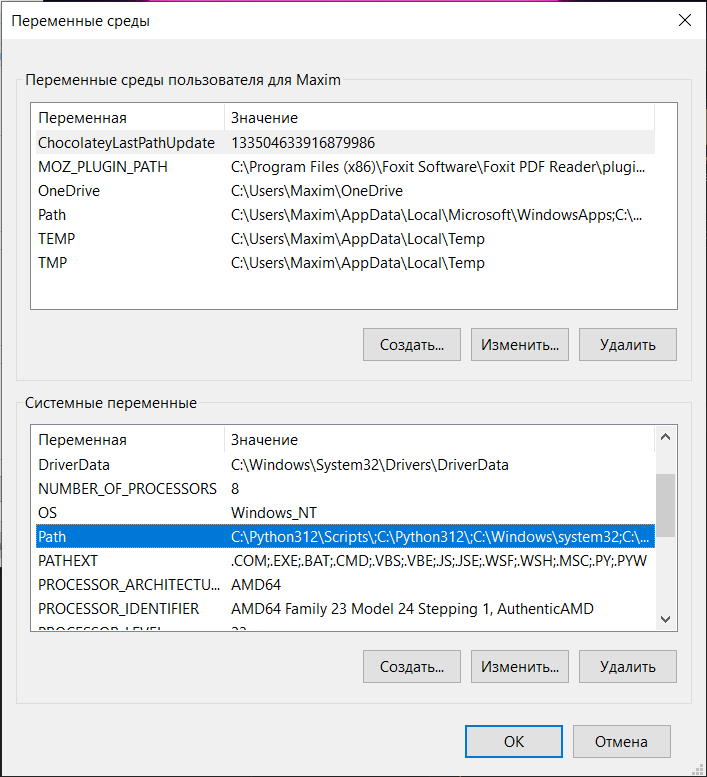 Переменные среды
Переменные среды пользователя для Maxim
Переменная Значение
ChocolateyLastPathUpdate 133504633916879986
MOZ_PLUGIN_PATH C:\Program Files (x86)\Foxit Software\Foxit PDF Reader\plugi...
OneDrive C:\Users\Maxim\OneDrive
Path C:\Users\Maxim\AppData\Local\Microsoft\WindowsApps;C:\...
TEMP C:\Users\Maxim\AppData\Local\Temp
TMP C:\Users\Maxim\AppData\Local\Temp
Создать... Изменить... Удалить
Системные переменные
Переменная Значение
DriverData C:\Windows\System32\Drivers\DriverData
NUMBER_OF_PROCESSORS 8
OS Windows_NT
Path C:\Python312\Scripts\;C:\Python312\;C:\Windows\system32;C:\...
PATHEXT .COM;.EXE;.BAT;.CMD;.VBS;.VBE;.JS;.JSE;.WSF;.WSH;.MSC;.PY;.PYW
PROCESSOR_ARCHITECTU... AMD64
PROCESSOR_IDENTIFIER AMD64 Family 23 Model 24 Stepping 1, AuthenticAMD
Создать... Изменить... Удалить
OK Отмена